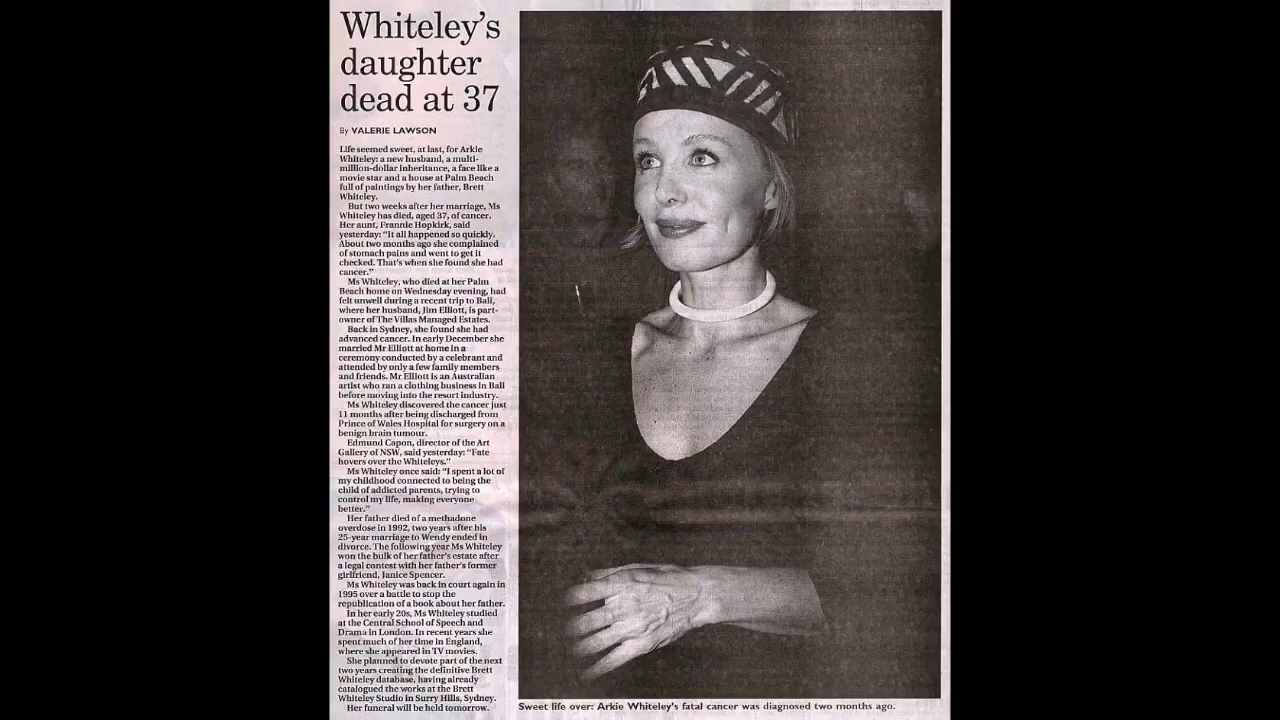 Whiteley's
daughter
dead at 37
By VALERIE LAWSON
Life seemed sweet, at last, for Arkie
Whiteley: a new husband, a multi-
million-dollar inheritance, a face like a
movie star and a house at Palm Beach
full of paintings by her father, Brett
Whiteley.
But two weeks after her marriage, Ms
Whiteley has died, aged 37, of cancer.
Her aunt, Frannie Hopkirk, said
yesterday: "It all happened so quickly.
About two months ago she complained
of stomach pains and went to get it
checked. That's when she found she had
cancer."
Ms Whiteley, who died at her Palm
Beach home on Wednesday evening, had
felt unwell during a recent trip to Bali,
where her husband, Jim Elliott, is part-
owner of The Villas Managed Estates.
Back in Sydney, she found she had
advanced cancer. In early December she
married Mr Elliott at home in a
ceremony conducted by a celebrant and
attended by only a few family members
and friends. Mr Elliott is an Australian
artist who ran a clothing business in Bali
before moving into the resort industry.
Ms Whiteley discovered the cancer just
11 months after being discharged from
Prince of Wales Hospital for surgery on a
benign brain tumour.
Edmund Capon, director of the Art
Gallery of NSW, said yesterday: "Fate
hovers over the Whiteleys."
Ms Whiteley once said: "I spent a lot of
my childhood connected to being the
child of addicted parents, trying to
control my life, making everyone
better."
Her father died of a methadone
overdose in 1992, two years after his
25-year marriage to Wendy ended in
divorce. The following year Ms Whiteley
won the bulk of her father's estate after
a legal contest with her father's former
girlfriend, Janice Spencer.
Ms Whiteley was back in court again in
1995 over a battle to stop the
republication of a book about her father.
In her early 20s, Ms Whiteley studied
at the Central School of Speech and
Drama in London. In recent years she
spent much of her time in England,
where she appeared in TV movies.
She planned to devote part of the next
two years creating the definitive Brett
Whiteley database, having already
catalogued the works at the Brett
Whiteley Studio in Surry Hills, Sydney.
Her funeral will be held tomorrow.
Sweet life over: Arkie Whiteley's fatal cancer was diagnosed two months ago.